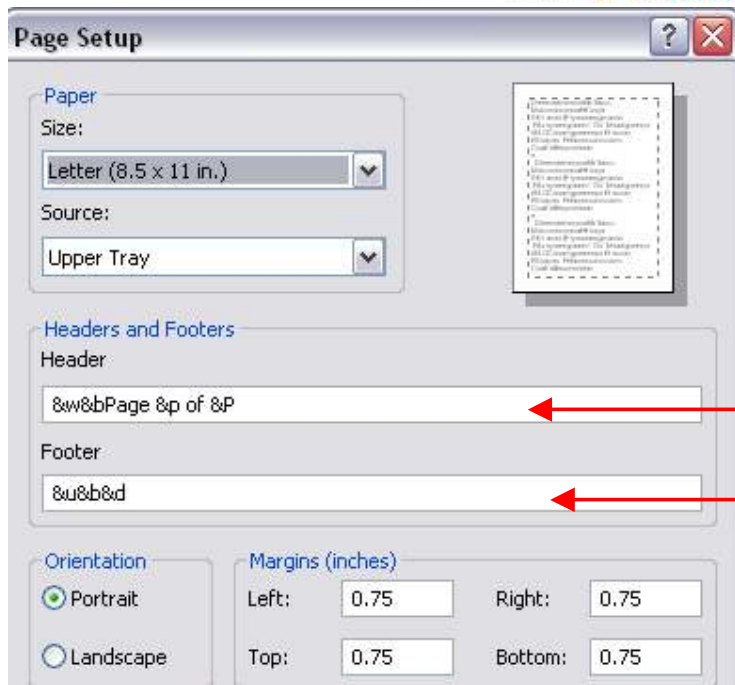 Page Setup
?
Paper
Size:
Letter (8.5 x 11 in.)
Source:
Upper Tray
Headers and Footers
Header
&w&bPage &p of &P
Footer
&u&b&d
Orientation
Portrait
Landscape
Margins (inches)
Left: 0.75 Right: 0.75
Top: 0.75 Bottom: 0.75